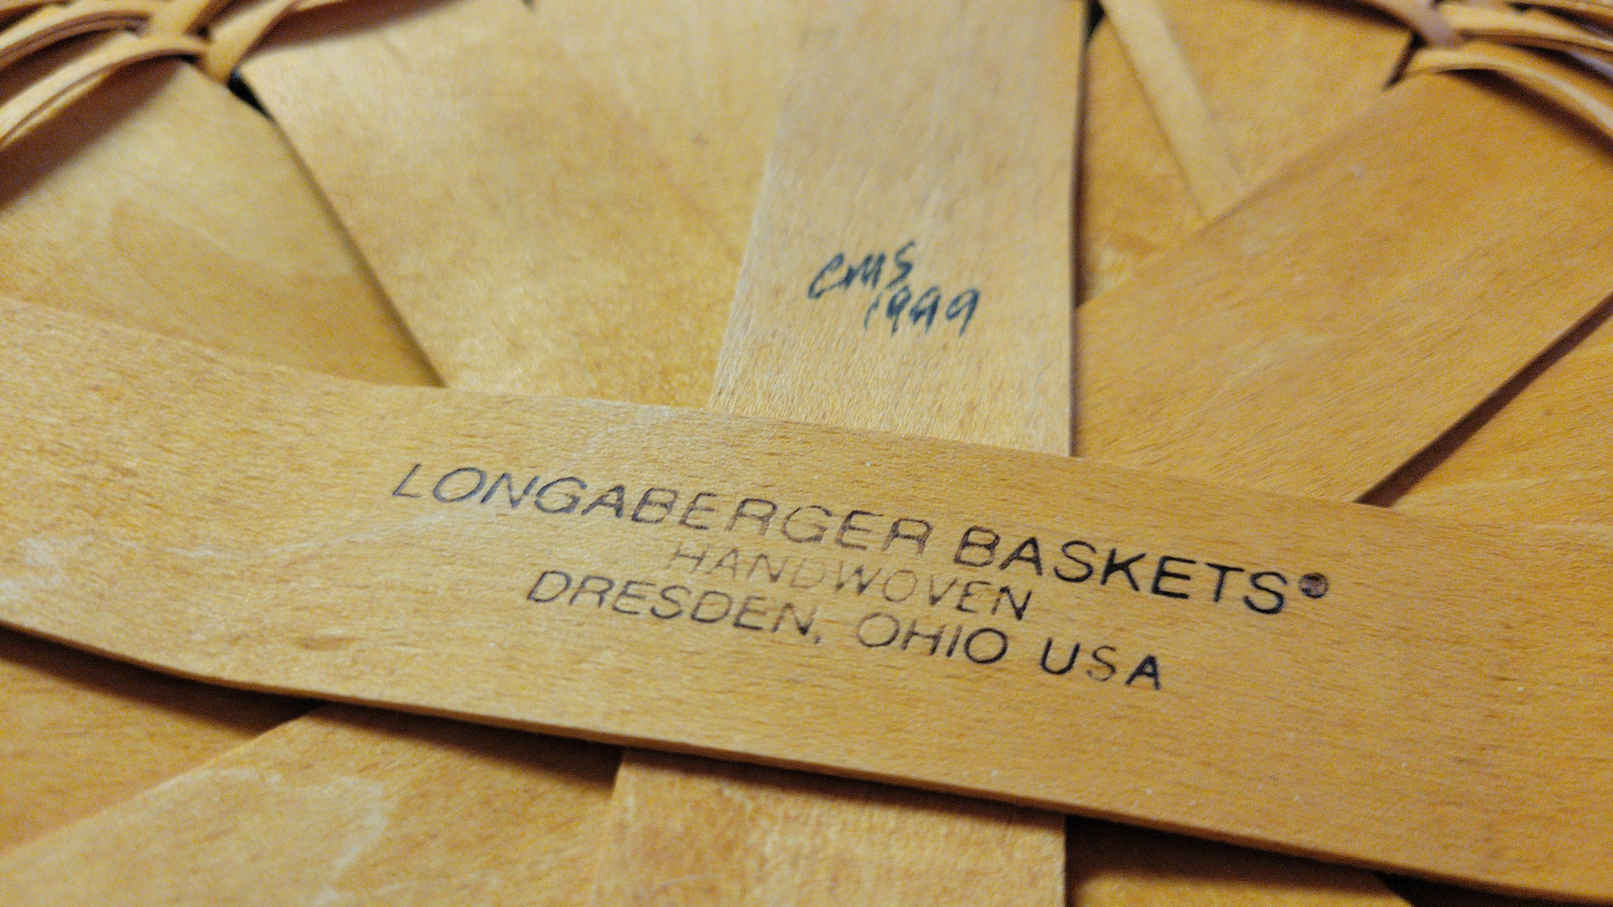 cms
1999
LONGABERGER BASKETS®
HANDWOVEN
DRESDEN, OHIO USA